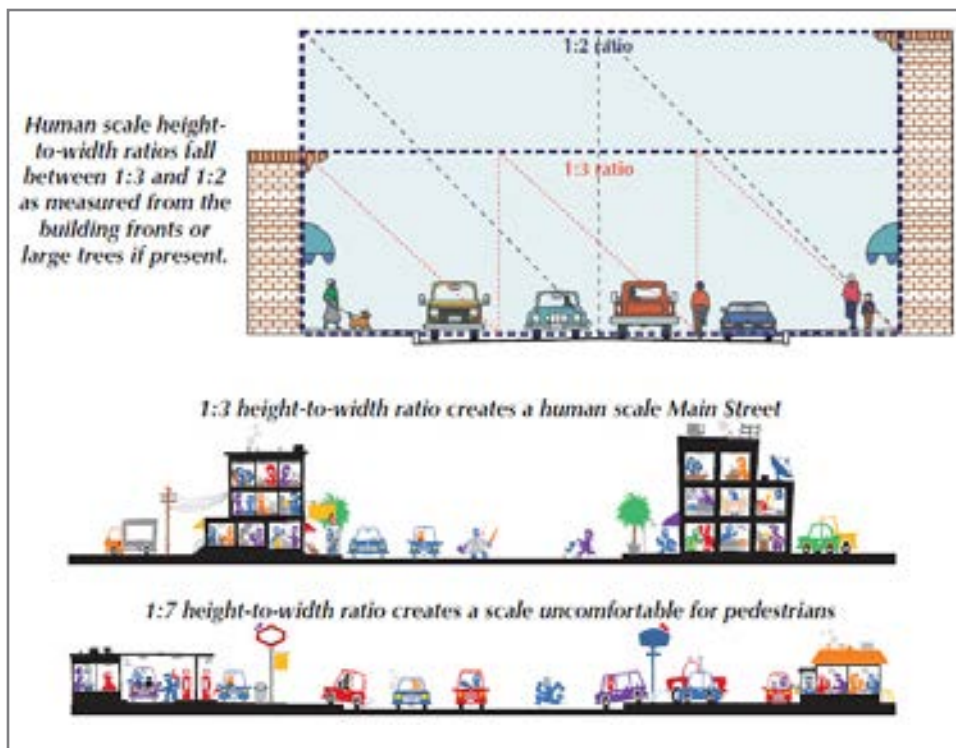 1:2 ratio
Human scale height-
to-width ratios fall
between 1:3 and 1:2
as measured from the
building fronts or
large trees if present.
1:3 ratio
1:3 height-to-width ratio creates a human scale Main Street
1:7 height-to-width ratio creates a scale uncomfortable for pedestrians